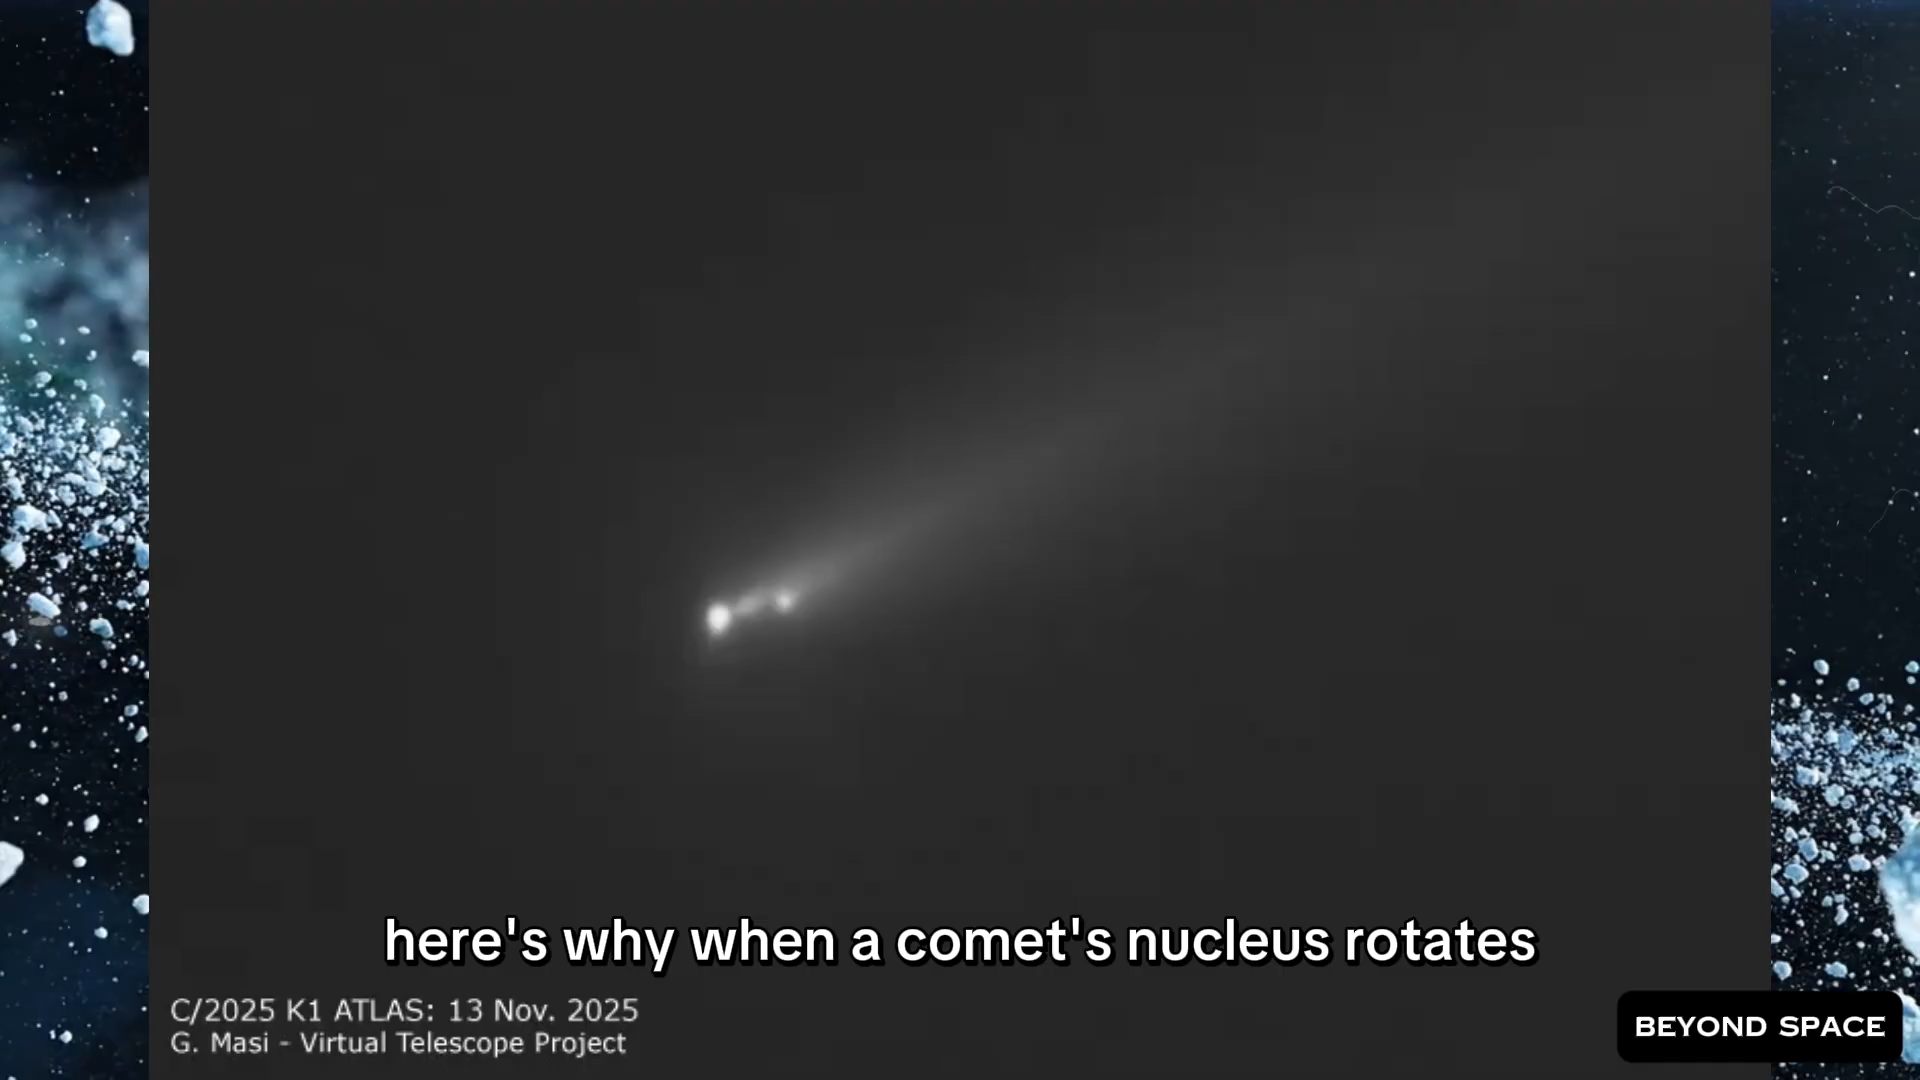 here's why when a comet's nucleus rotates
C/2025 K1 ATLAS: 13 Nov. 2025
G. Masi - Virtual Telescope Project
BEYOND SPACE